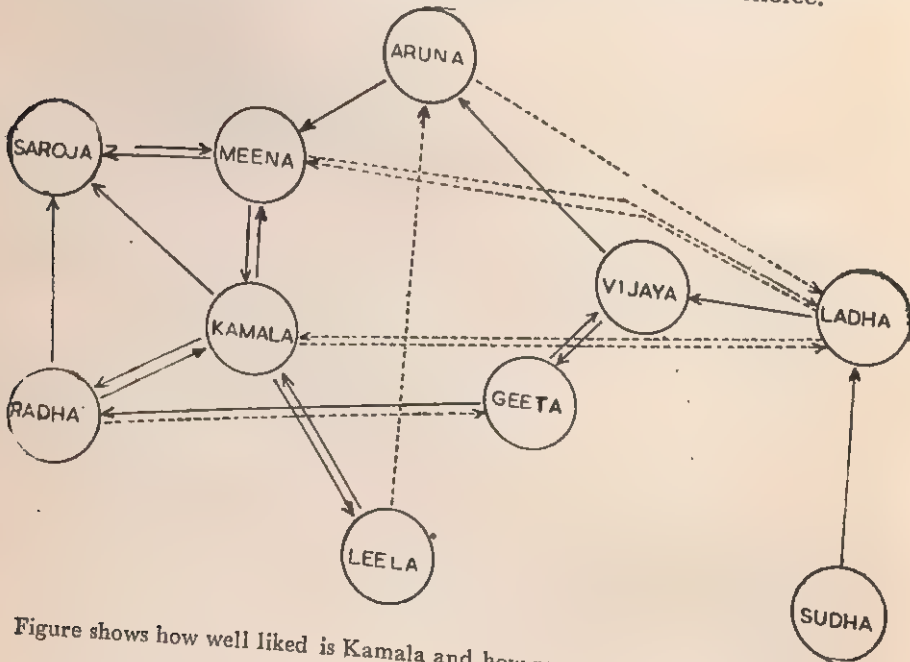 ARUNA
SAROJA
MEENA
VIJAYA
LADHA
KAMALA
RADHA
GEETA
LEELA
SUDHA
Figure shows how well liked is Kamala and how